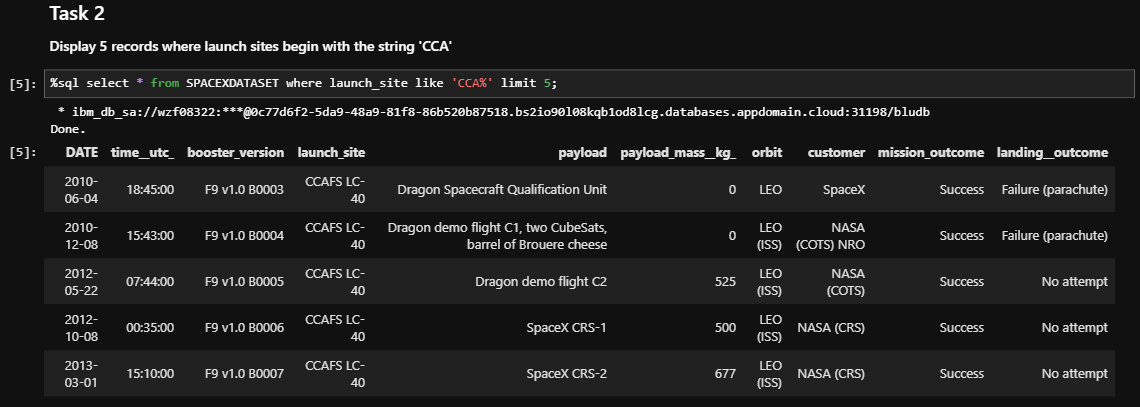 Task 2
Display 5 records where launch sites begin with the string 'CCA'
[5]: %sql select * from SPACEXDATASET where launch_site like 'CCA%' limit 5;
* ibm_db_sa://wzf08322:***@0c77d6f2-5da9-48a9-81f8-86b520b87518.bs2io90l08kqb1od8lcg.databases.appdomain.cloud:31198/bludb
Done.
[5]: DATE time__utc_ booster_version launch_site payload payload_mass__kg_ orbit customer mission_outcome landing__outcome
2010-06-04 18:45:00 F9 v1.0 B0003 CCAFS LC-40 Dragon Spacecraft Qualification Unit 0 LEO SpaceX Success Failure (parachute)
2010-12-08 15:43:00 F9 v1.0 B0004 CCAFS LC-40 Dragon demo flight C1, two CubeSats, barrel of Brouere cheese 0 LEO (ISS) NASA (COTS) NRO Success Failure (parachute)
2012-05-22 07:44:00 F9 v1.0 B0005 CCAFS LC-40 Dragon demo flight C2 525 LEO (ISS) NASA (COTS) Success No attempt
2012-10-08 00:35:00 F9 v1.0 B0006 CCAFS LC-40 SpaceX CRS-1 500 LEO (ISS) NASA (CRS) Success No attempt
2013-03-01 15:10:00 F9 v1.0 B0007 CCAFS LC-40 SpaceX CRS-2 677 LEO (ISS) NASA (CRS) Success No attempt